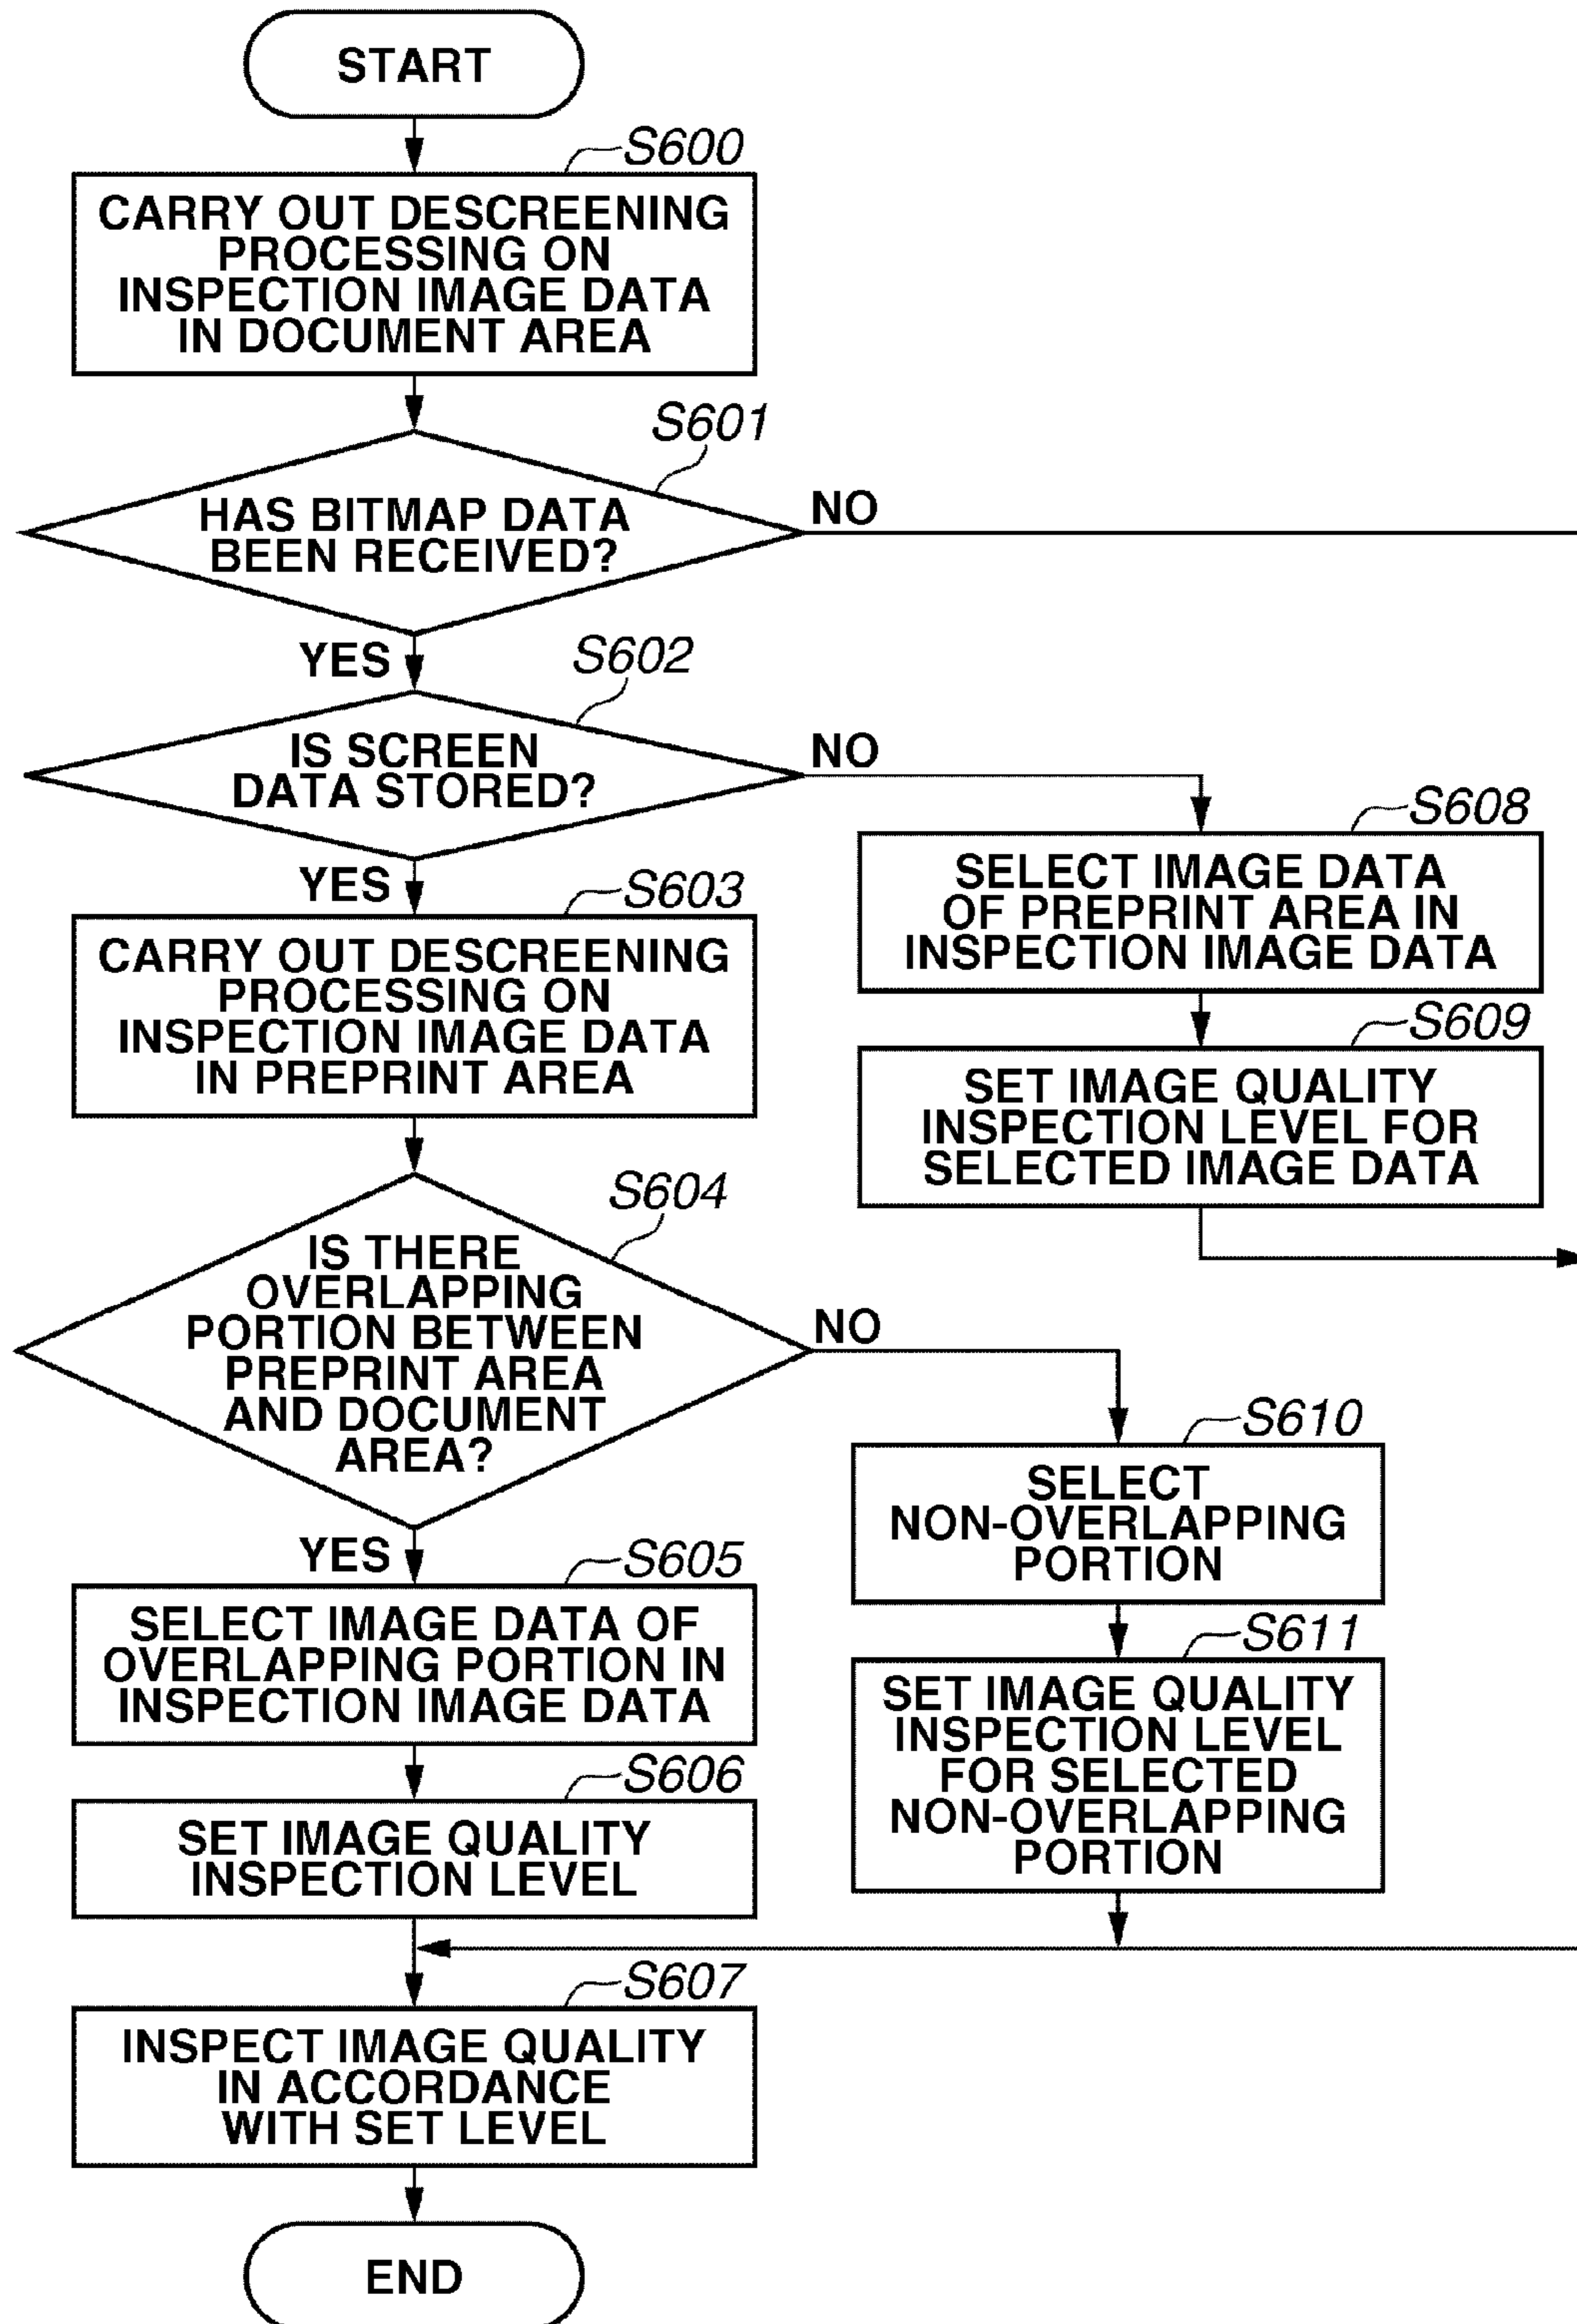 START
S600
CARRY OUT DESCREENING
PROCESSING ON
INSPECTION IMAGE DATA
IN DOCUMENT AREA
S601
HAS BITMAP DATA
BEEN RECEIVED?
NO
YES
S602
IS SCREEN
DATA STORED?
NO
YES
S608
SELECT IMAGE DATA
OF PREPRINT AREA IN
INSPECTION IMAGE DATA
S603
CARRY OUT DESCREENING
PROCESSING ON
INSPECTION IMAGE DATA
IN PREPRINT AREA
S609
SET IMAGE QUALITY
INSPECTION LEVEL FOR
SELECTED IMAGE DATA
S604
IS THERE
OVERLAPPING
PORTION BETWEEN
PREPRINT AREA
AND DOCUMENT
AREA?
NO
YES
S610
SELECT
NON-OVERLAPPING
PORTION
S605
SELECT IMAGE DATA OF
OVERLAPPING PORTION IN
INSPECTION IMAGE DATA
S611
SET IMAGE QUALITY
INSPECTION LEVEL
FOR SELECTED
NON-OVERLAPPING
PORTION
S606
SET IMAGE QUALITY
INSPECTION LEVEL
S607
INSPECT IMAGE QUALITY
IN ACCORDANCE
WITH SET LEVEL
END